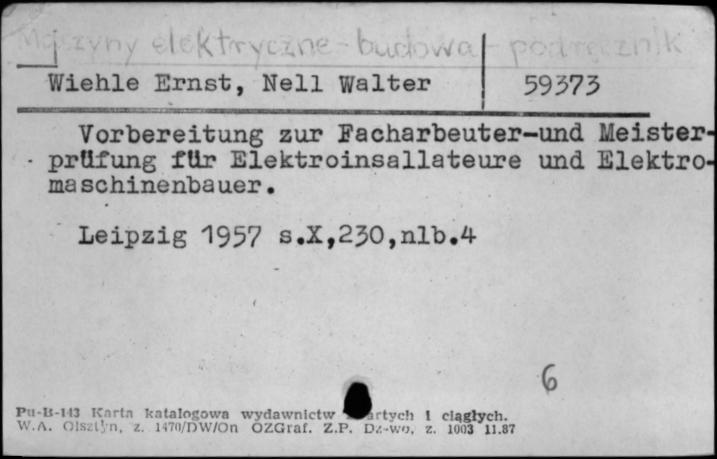 Maszyny elektryczne - budowa - podręcznik
Wiehle Ernst, Nell Walter 59373
Vorbereitung zur Facharbeuter-und Meister-
prüfung für Elektroinsallateure und Elektro-
maschinenbauer.
Leipzig 1957 s.X,230,nlb.4
6
Pu-B-143 Karta katalogowa wydawnictw zwartych i ciągłych.
W.A. Olsztyn, z. 1470/DW/On OZGraf. Z.P. Dz-wo, z. 1003 11.87